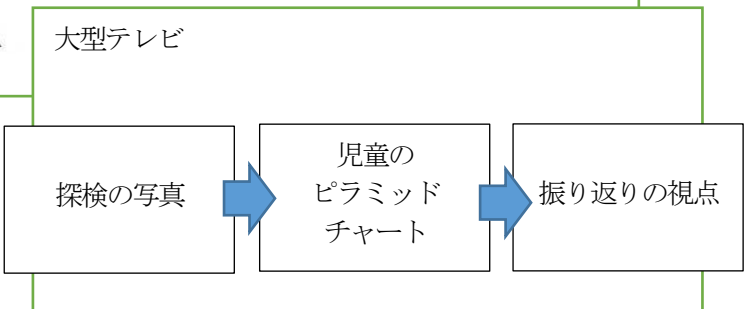 大型テレビ
探検の写真
児童の
ピラミッド
チャート
振り返りの視点